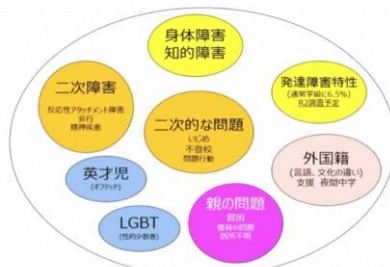 身体障害
知的障害
二次障害
反応性アタッチメント障害
非行
精神疾患
発達障害特性
(通常学級に6.5%)
R2調査予定
二次的な問題
いじめ
不登校
問題行動
英才児
(ギフテッド)
外国籍
(言語、文化の違い)
支援 夜間中学
LGBT
(性的少数者)
親の問題
貧困
養育の問題
居所不明